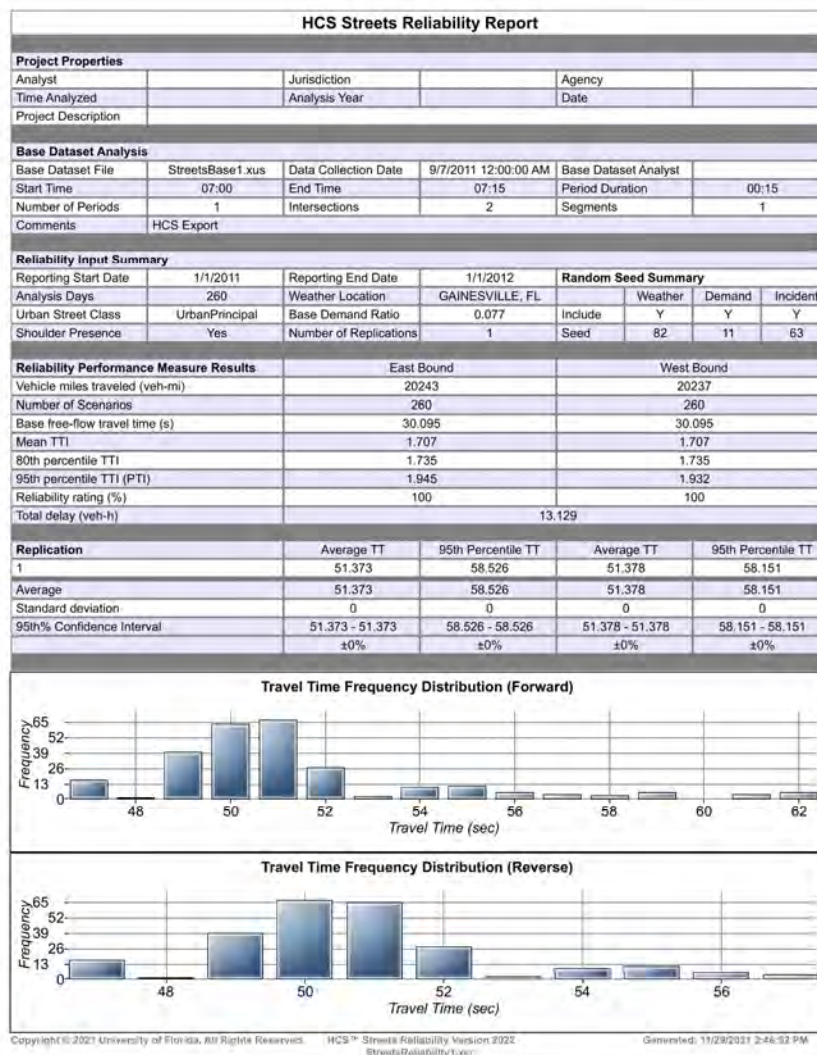 HCS Streets Reliability Report
Project Properties
Analyst Jurisdiction Agency
Time Analyzed Analysis Year Date
Project Description
Base Dataset Analysis
Base Dataset File StreetsBase1.xus Data Collection Date 9/7/2011 12:00:00 AM Base Dataset Analyst
Start Time 07:00 End Time 07:15 Period Duration 00:15
Number of Periods 1 Intersections 2 Segments 1
Comments HCS Export
Reliability Input Summary
Reporting Start Date 1/1/2011 Reporting End Date 1/1/2012 Random Seed Summary
Analysis Days 260 Weather Location GAINESVILLE, FL Weather Demand Incident
Urban Street Class UrbanPrincipal Base Demand Ratio 0.077 Include Y Y Y
Shoulder Presence Yes Number of Replications 1 Seed 82 11 63
Reliability Performance Measure Results East Bound West Bound
Vehicle miles traveled (veh-mi) 20243 20237
Number of Scenarios 260 260
Base free-flow travel time (s) 30.095 30.095
Mean TTI 1.707 1.707
80th percentile TTI 1.735 1.735
95th percentile TTI (PTI) 1.945 1.932
Reliability rating (%) 100 100
Total delay (veh-h) 13.129
Replication Average TT 95th Percentile TT Average TT 95th Percentile TT
1 51.373 58.526 51.378 58.151
Average 51.373 58.526 51.378 58.151
Standard deviation 0 0 0 0
95th% Confidence Interval 51.373 - 51.373 58.526 - 58.526 51.378 - 51.378 58.151 - 58.151
±0% ±0% ±0% ±0%
Travel Time Frequency Distribution (Forward)
Frequency
65
52
39
26
13
0
48 50 52 54 56 58 60 62
Travel Time (sec)
Travel Time Frequency Distribution (Reverse)
Frequency
65
52
39
26
13
0
48 50 52 54 56
Travel Time (sec)
Copyright © 2021 University of Florida. All Rights Reserved. HCS™ Streets Reliability Version 2022 Generated: 11/29/2021 2:46:52 PM
StreetsReliability1.xur